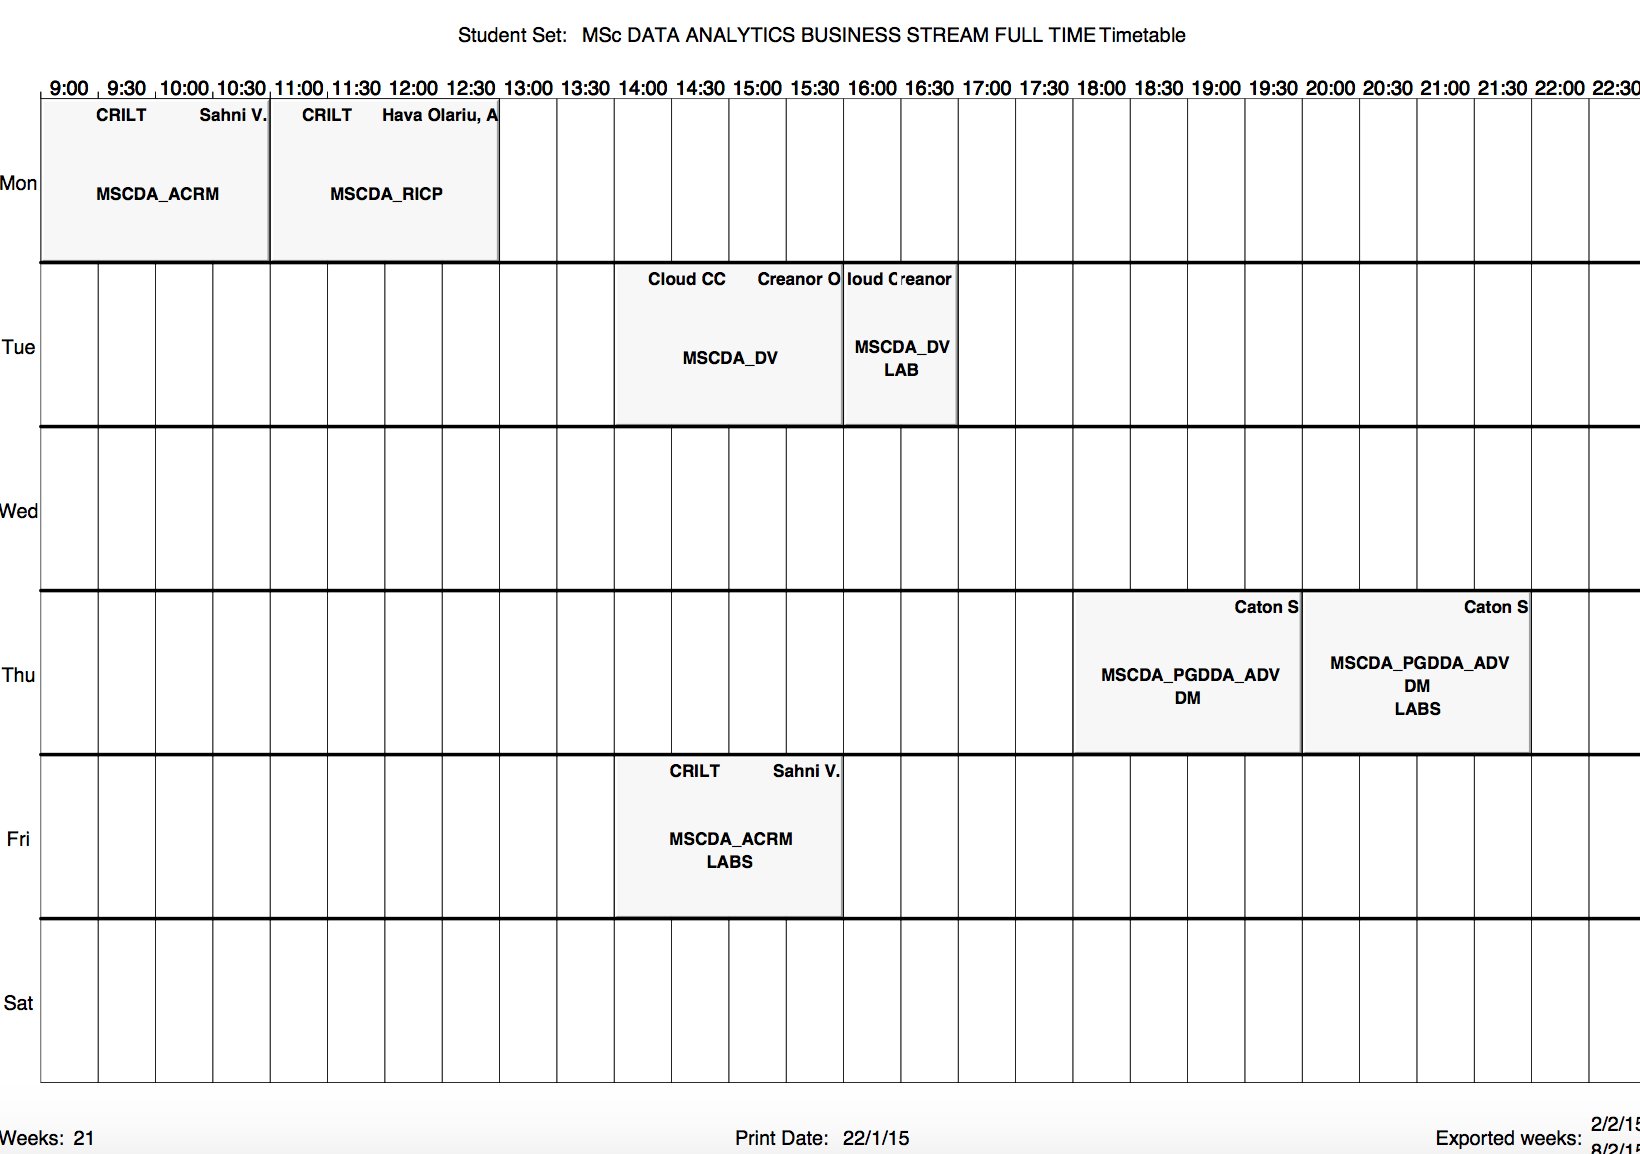 Student Set: MSc DATA ANALYTICS BUSINESS STREAM FULL TIME Timetable
9:00 9:30 10:00 10:30 11:00 11:30 12:00 12:30 13:00 13:30 14:00 14:30 15:00 15:30 16:00 16:30 17:00 17:30 18:00 18:30 19:00 19:30 20:00 20:30 21:00 21:30 22:00 22:30
CRILT Sahni V. CRILT Hava Olariu, A
Mon
MSCDA_ACRM MSCDA_RICP
Cloud CC Creanor O loud C reanor
Tue
MSCDA_DV
MSCDA_DV
LAB
Wed
Caton S Caton S
Thu
MSCDA_PGDDA_ADV
DM
MSCDA_PGDDA_ADV
DM
LABS
CRILT Sahni V.
Fri
MSCDA_ACRM
LABS
Sat
Weeks: 21 Print Date: 22/1/15 Exported weeks: 2/2/15
8/2/15